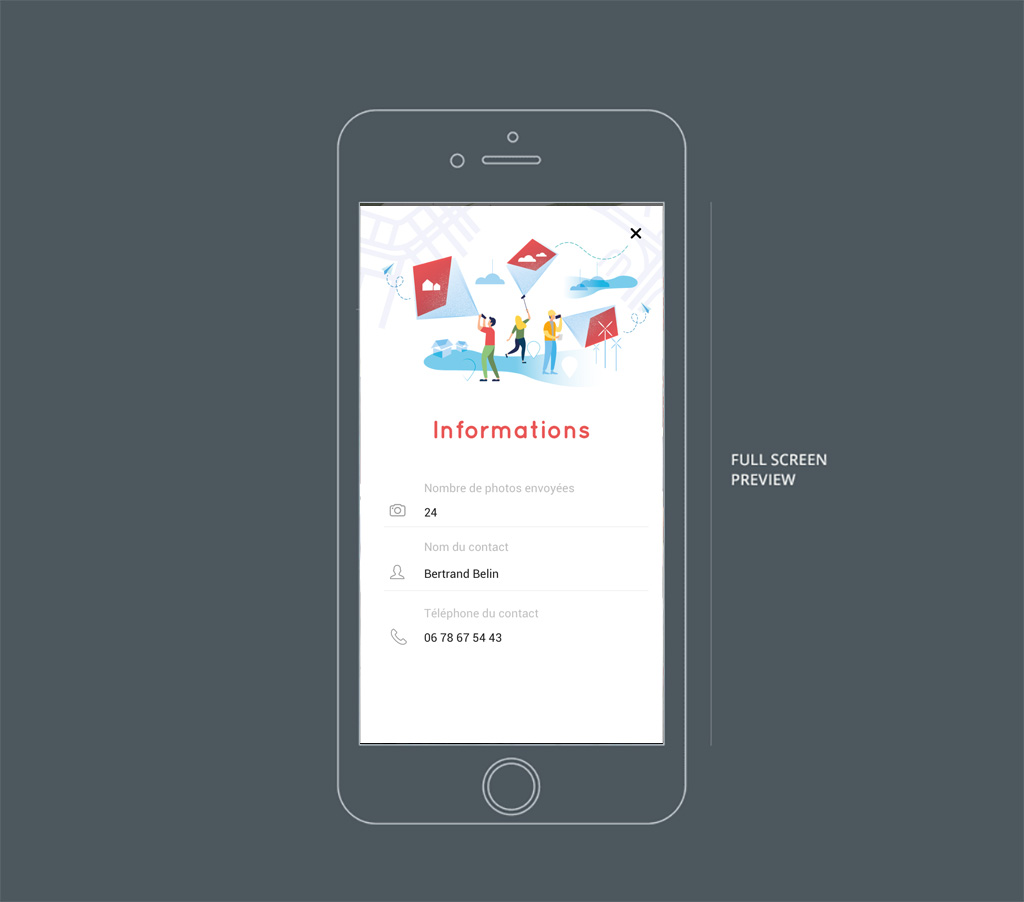 Informations
Nombre de photos envoyées
24
Nom du contact
Bertrand Belin
Téléphone du contact
06 78 67 54 43
FULL SCREEN
PREVIEW